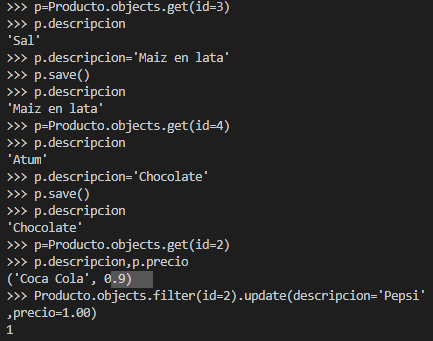 >>> p=Producto.objects.get(id=3)
>>> p.descripcion
'Sal'
>>> p.descripcion='Maiz en lata'
>>> p.save()
>>> p.descripcion
'Maiz en lata'
>>> p=Producto.objects.get(id=4)
>>> p.descripcion
'Atum'
>>> p.descripcion='Chocolate'
>>> p.save()
>>> p.descripcion
'Chocolate'
>>> p=Producto.objects.get(id=2)
>>> p.descripcion,p.precio
('Coca Cola', 0.9)
>>> Producto.objects.filter(id=2).update(descripcion='Pepsi'
,precio=1.00)
1